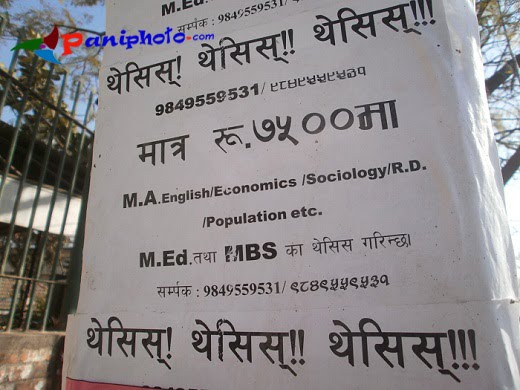 Paniphoto.com
M.Ed.
सम्पर्क : 9849559531/
थेसिस्! थेसिस्!! थेसिस्!!!
9849559531/ ९८४९५५९५३१
मात्र रू.७५००मा
M.A.English/Economics /Sociology/R.D.
/Population etc.
M.Ed.तथा MBS का थेसिस गरिन्छ।
सम्पर्क : 9849559531/ ९८४९५५९५३१
थेसिस्! थेसिस्!! थेसिस्!!!